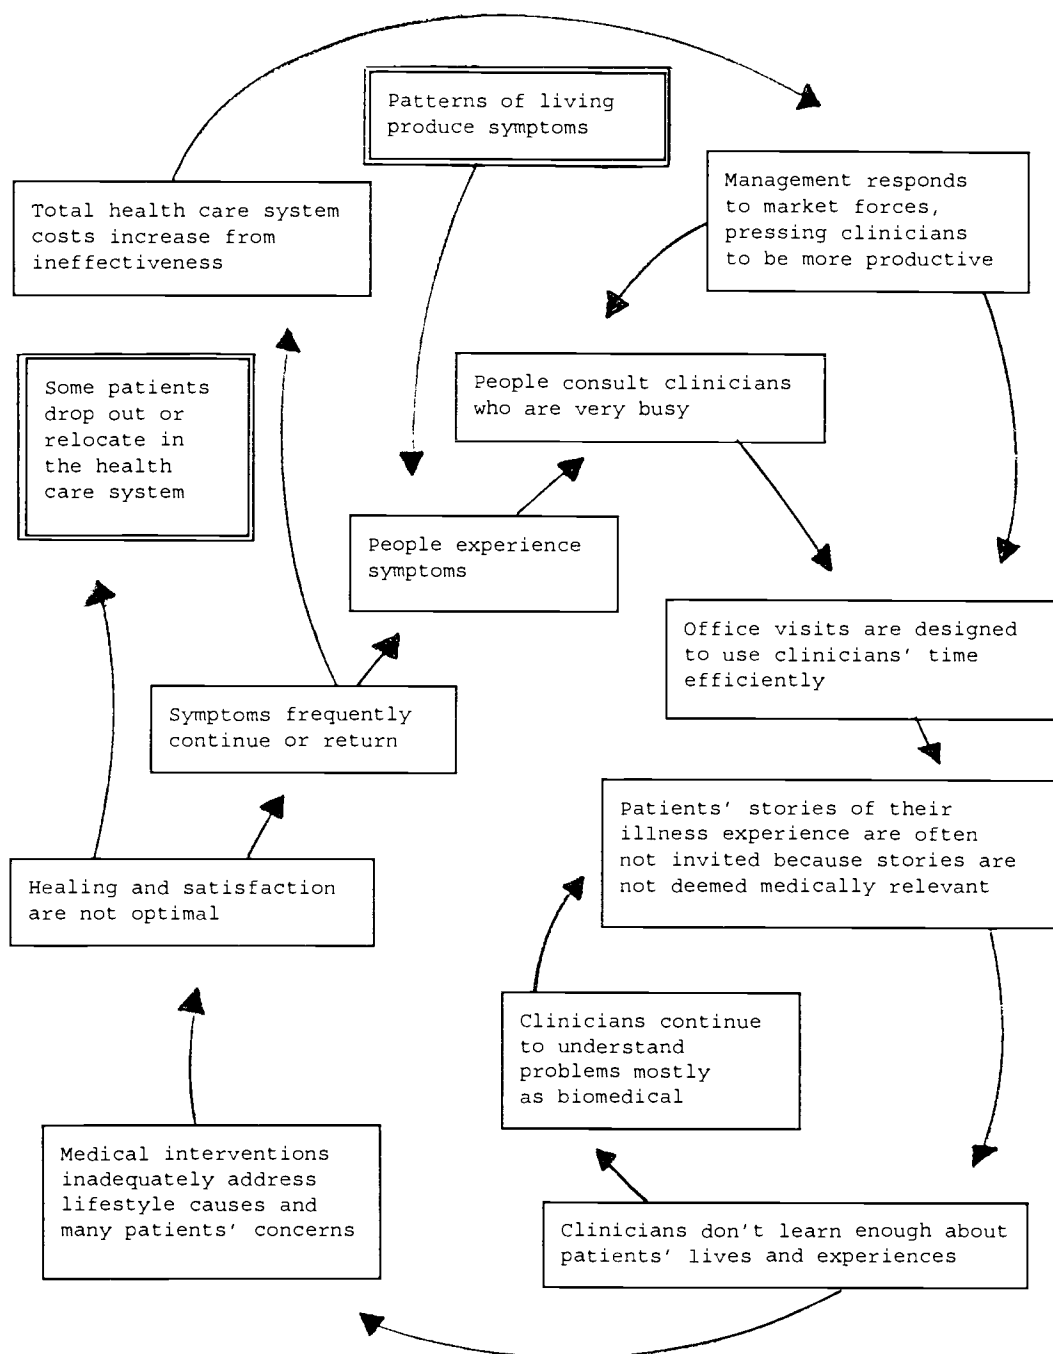 Patterns of living
produce symptoms
Total health care system
costs increase from
ineffectiveness
Management responds
to market forces,
pressing clinicians
to be more productive
Some patients
drop out or
relocate in
the health
care system
People consult clinicians
who are very busy
People experience
symptoms
Office visits are designed
to use clinicians' time
efficiently
Symptoms frequently
continue or return
Patients' stories of their
illness experience are often
not invited because stories are
not deemed medically relevant
Healing and satisfaction
are not optimal
Clinicians continue
to understand
problems mostly
as biomedical
Medical interventions
inadequately address
lifestyle causes and
many patients' concerns
Clinicians don't learn enough about
patients' lives and experiences